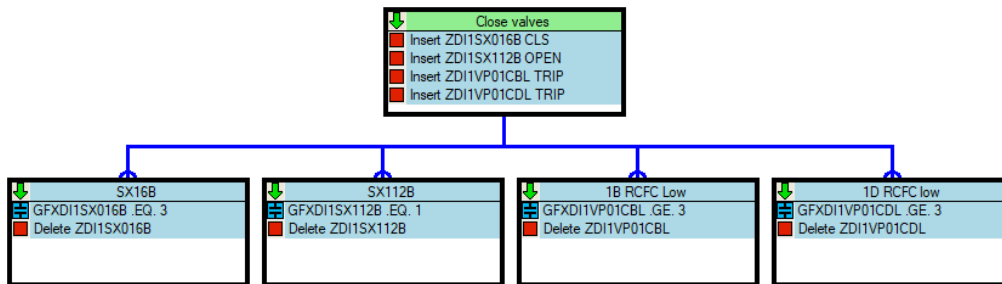 Close valves
Insert ZDI1SX016B CLS
Insert ZDI1SX112B OPEN
Insert ZDI1VP01CBL TRIP
Insert ZDI1VP01CDL TRIP
SX16B
GFXDI1SX016B .EQ. 3
Delete ZDI1SX016B
SX112B
GFXDI1SX112B .EQ. 1
Delete ZDI1SX112B
1B RCFC Low
GFXDI1VP01CBL .GE. 3
Delete ZDI1VP01CBL
1D RCFC low
GFXDI1VP01CDL .GE. 3
Delete ZDI1VP01CDL